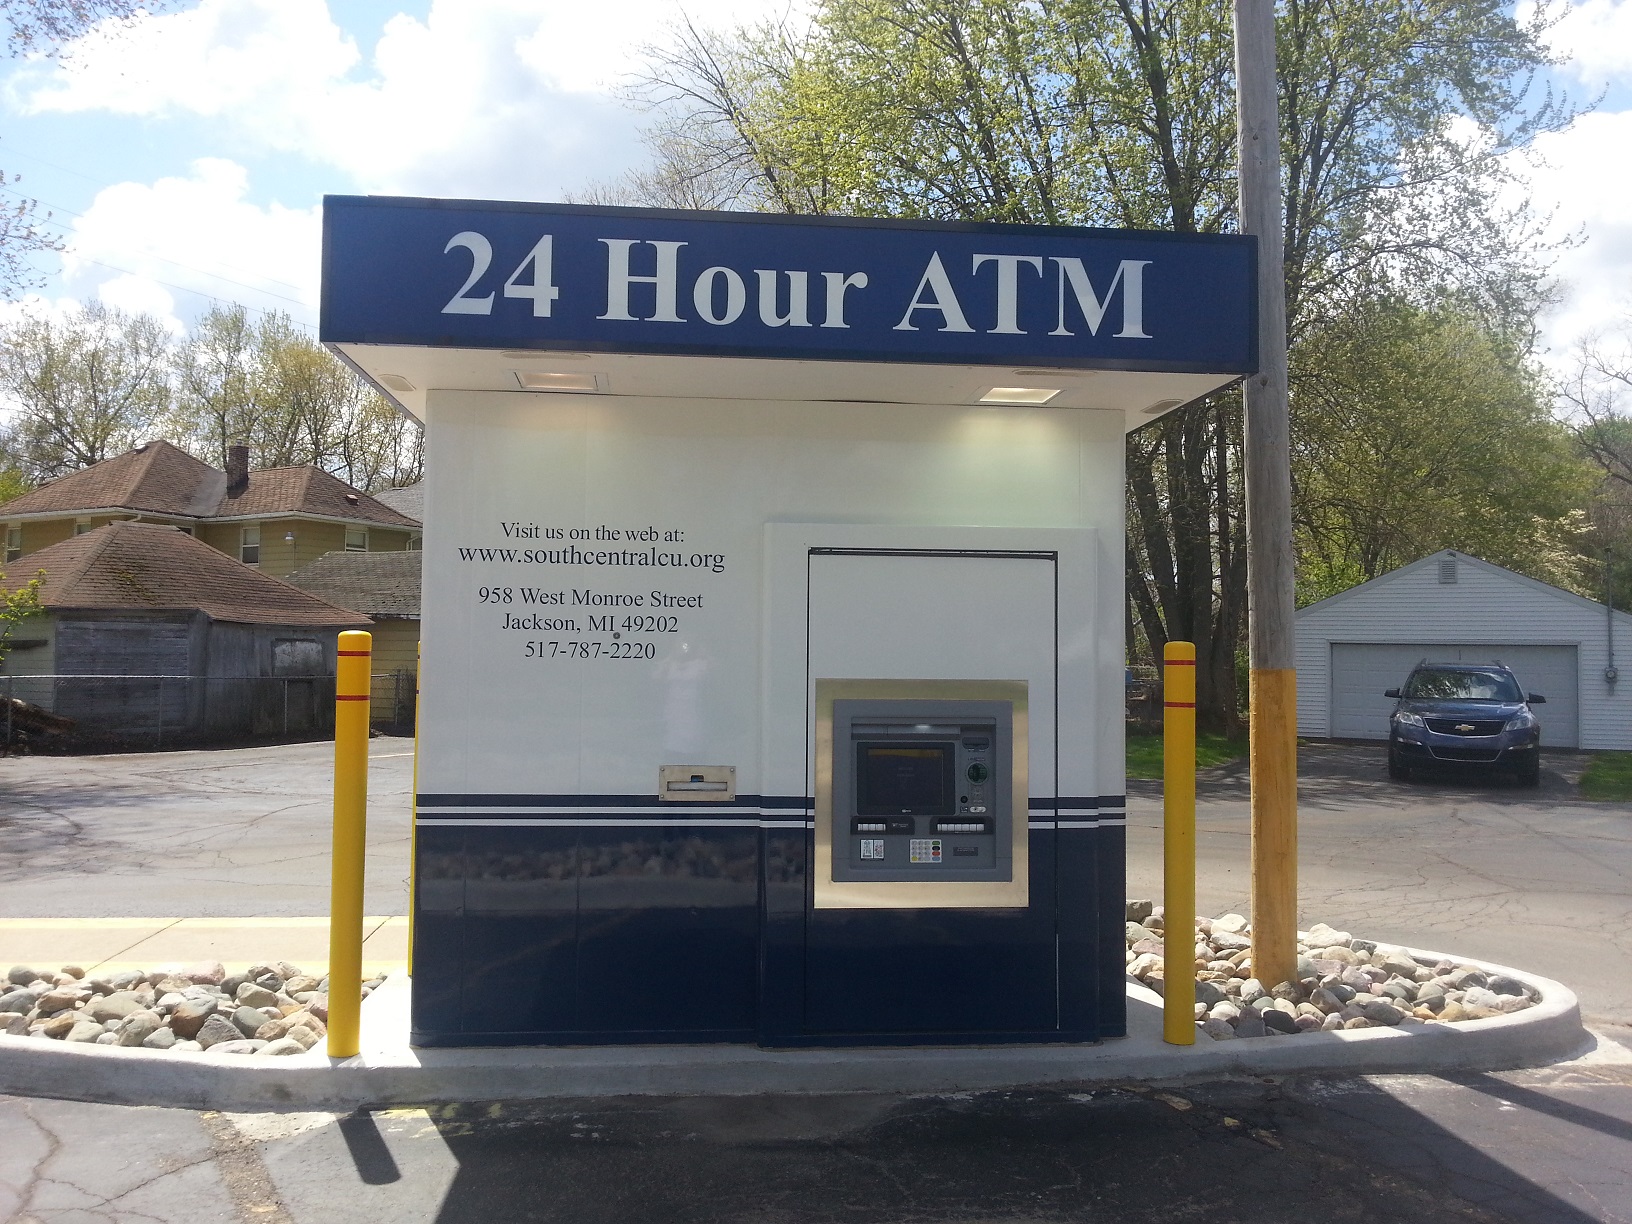 24 Hour ATM
Visit us on the web at:
www.southcentralcu.org
958 West Monroe Street
Jackson, MI 49202
517-787-2220